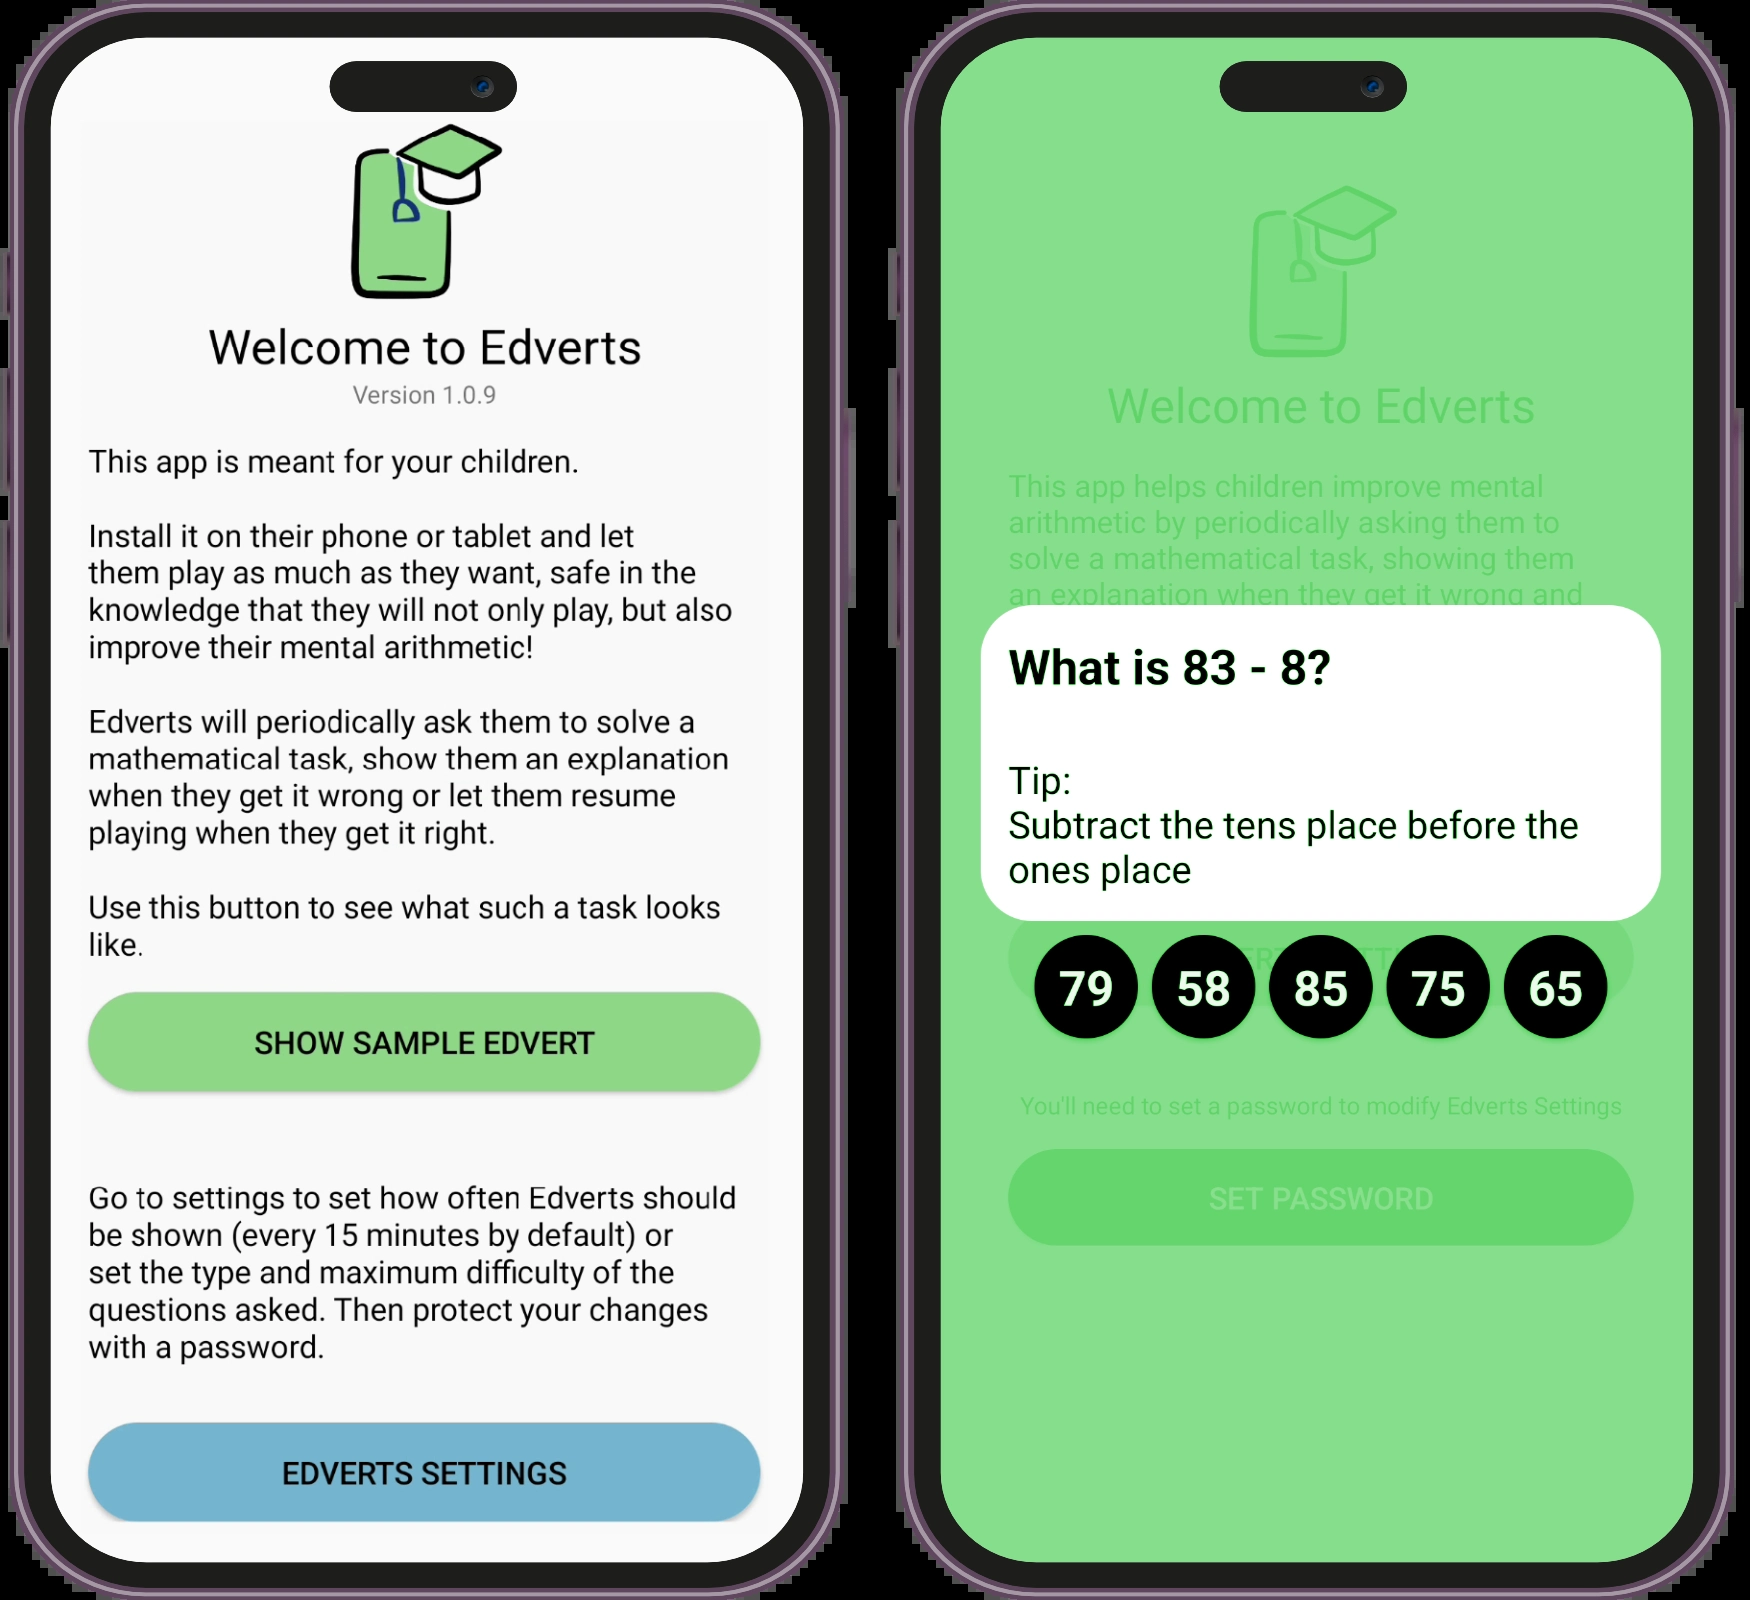 Welcome to Edverts
Version 1.0.9
This app is meant for your children.
Install it on their phone or tablet and let
them play as much as they want, safe in the
knowledge that they will not only play, but also
improve their mental arithmetic!
Edverts will periodically ask them to solve a
mathematical task, show them an explanation
when they get it wrong or let them resume
playing when they get it right.
Use this button to see what such a task looks
like.
SHOW SAMPLE EDVERT
Go to settings to set how often Edverts should
be shown (every 15 minutes by default) or
set the type and maximum difficulty of the
questions asked. Then protect your changes
with a password.
EDVERTS SETTINGS
Welcome to Edverts
This app helps children improve mental
arithmetic by periodically asking them to
solve a mathematical task, showing them
an explanation when they get it wrong and
What is 83 - 8?
Tip:
Subtract the tens place before the
ones place
79 58 85 75 65
You'll need to set a password to modify Edverts Settings
SET PASSWORD